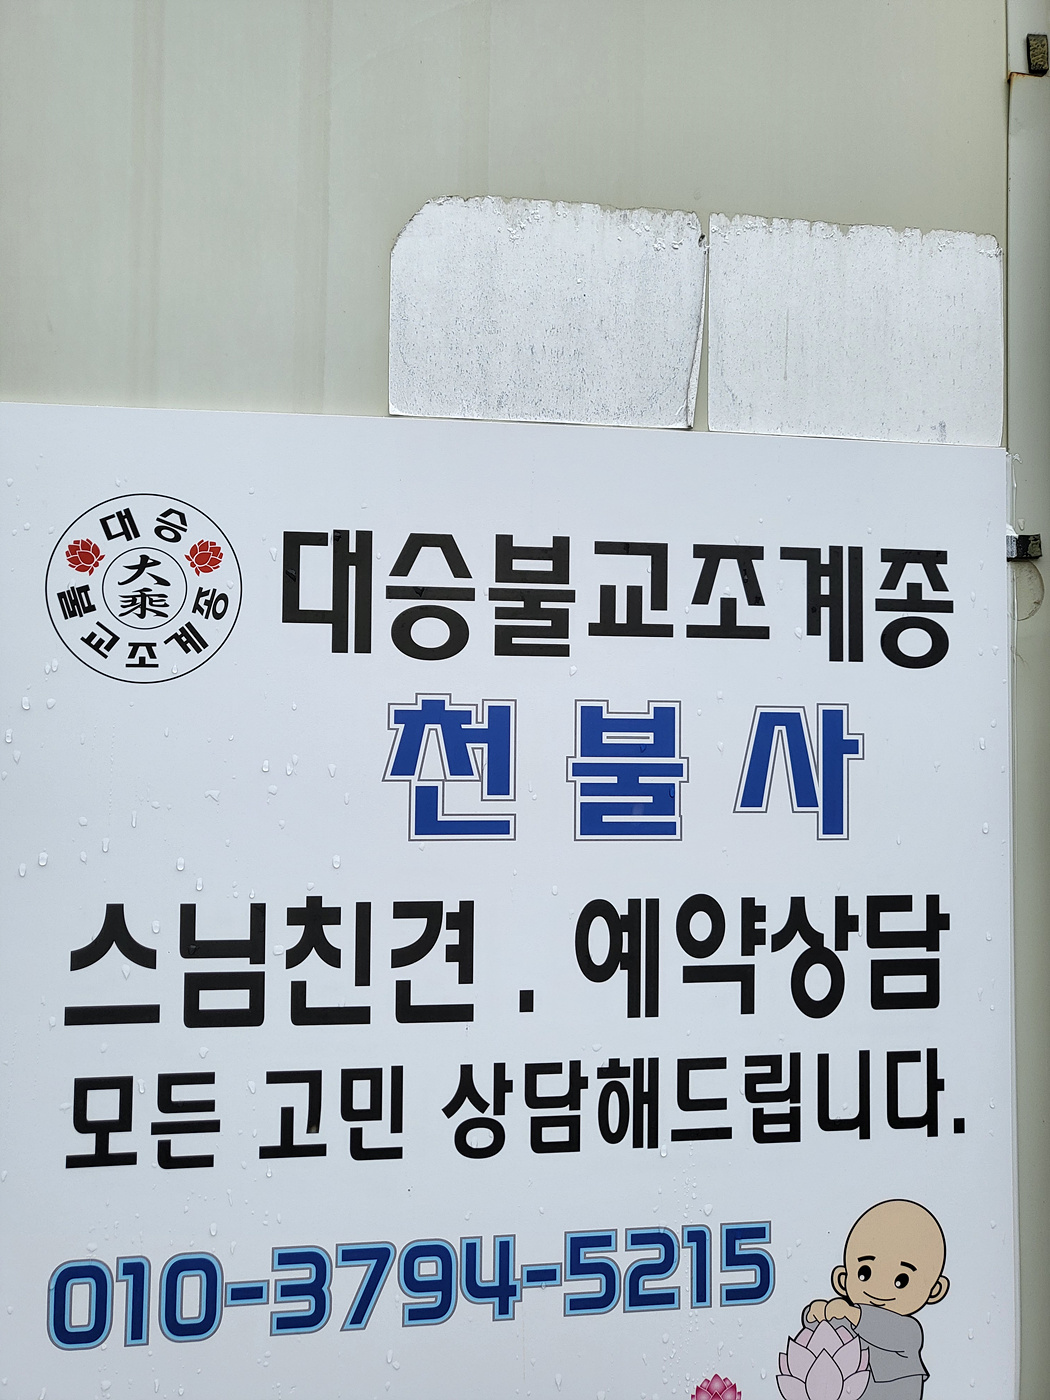 대승
불교조계종
大乘
대승불교조계종
천불사
스님친견 . 예약상담
모든 고민 상담해드립니다.
010-3794-5215